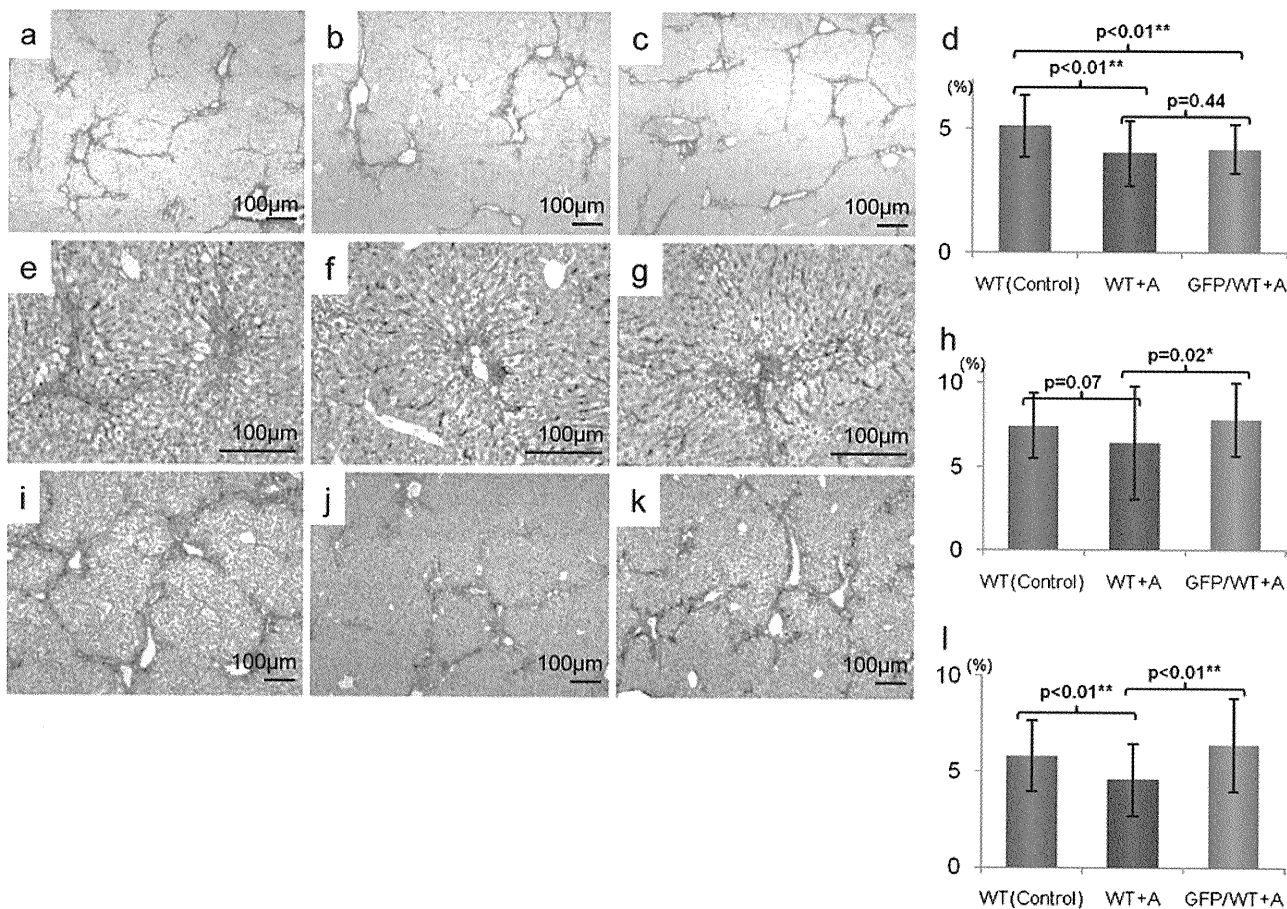 a
100µm
b
100µm
c
100µm
d
p<0.01**
p<0.01**
p=0.44
(%)
5
0
WT(Control) WT+A GFP/WT+A
e
100µm
f
100µm
g
100µm
h
(%)
p=0.02*
p=0.07
10
5
0
WT(Control) WT+A GFP/WT+A
i
100µm
j
100µm
k
100µm
l
(%)
10
p<0.01**
p<0.01**
5
0
WT(Control) WT+A GFP/WT+A